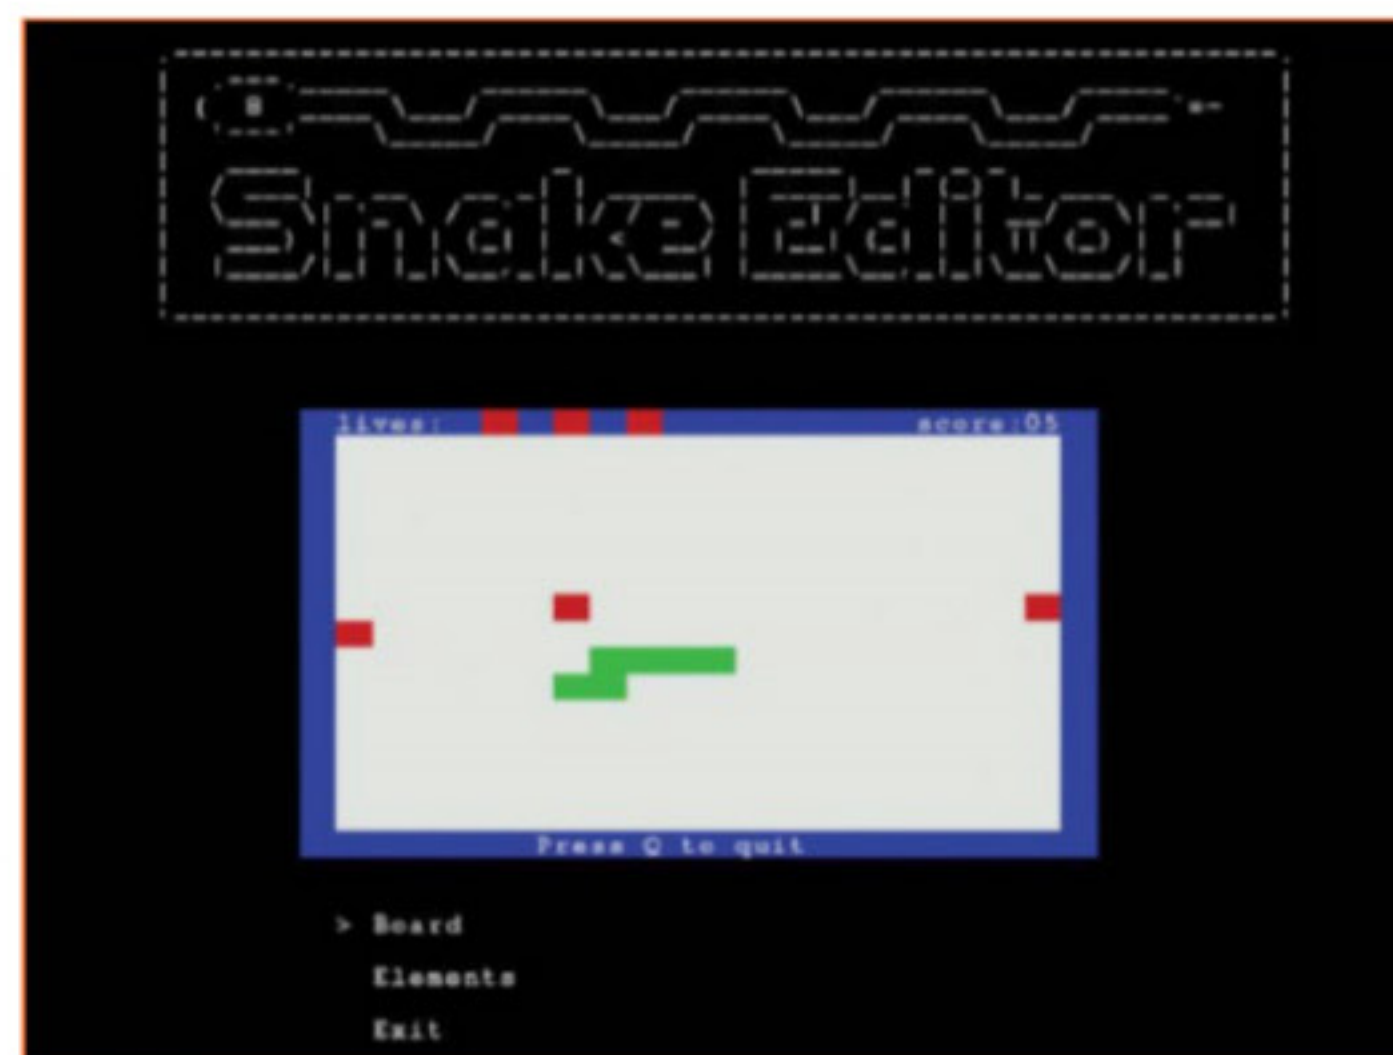 Snake Editor
lives: score:05
Press Q to quit
> Board
Elements
Exit